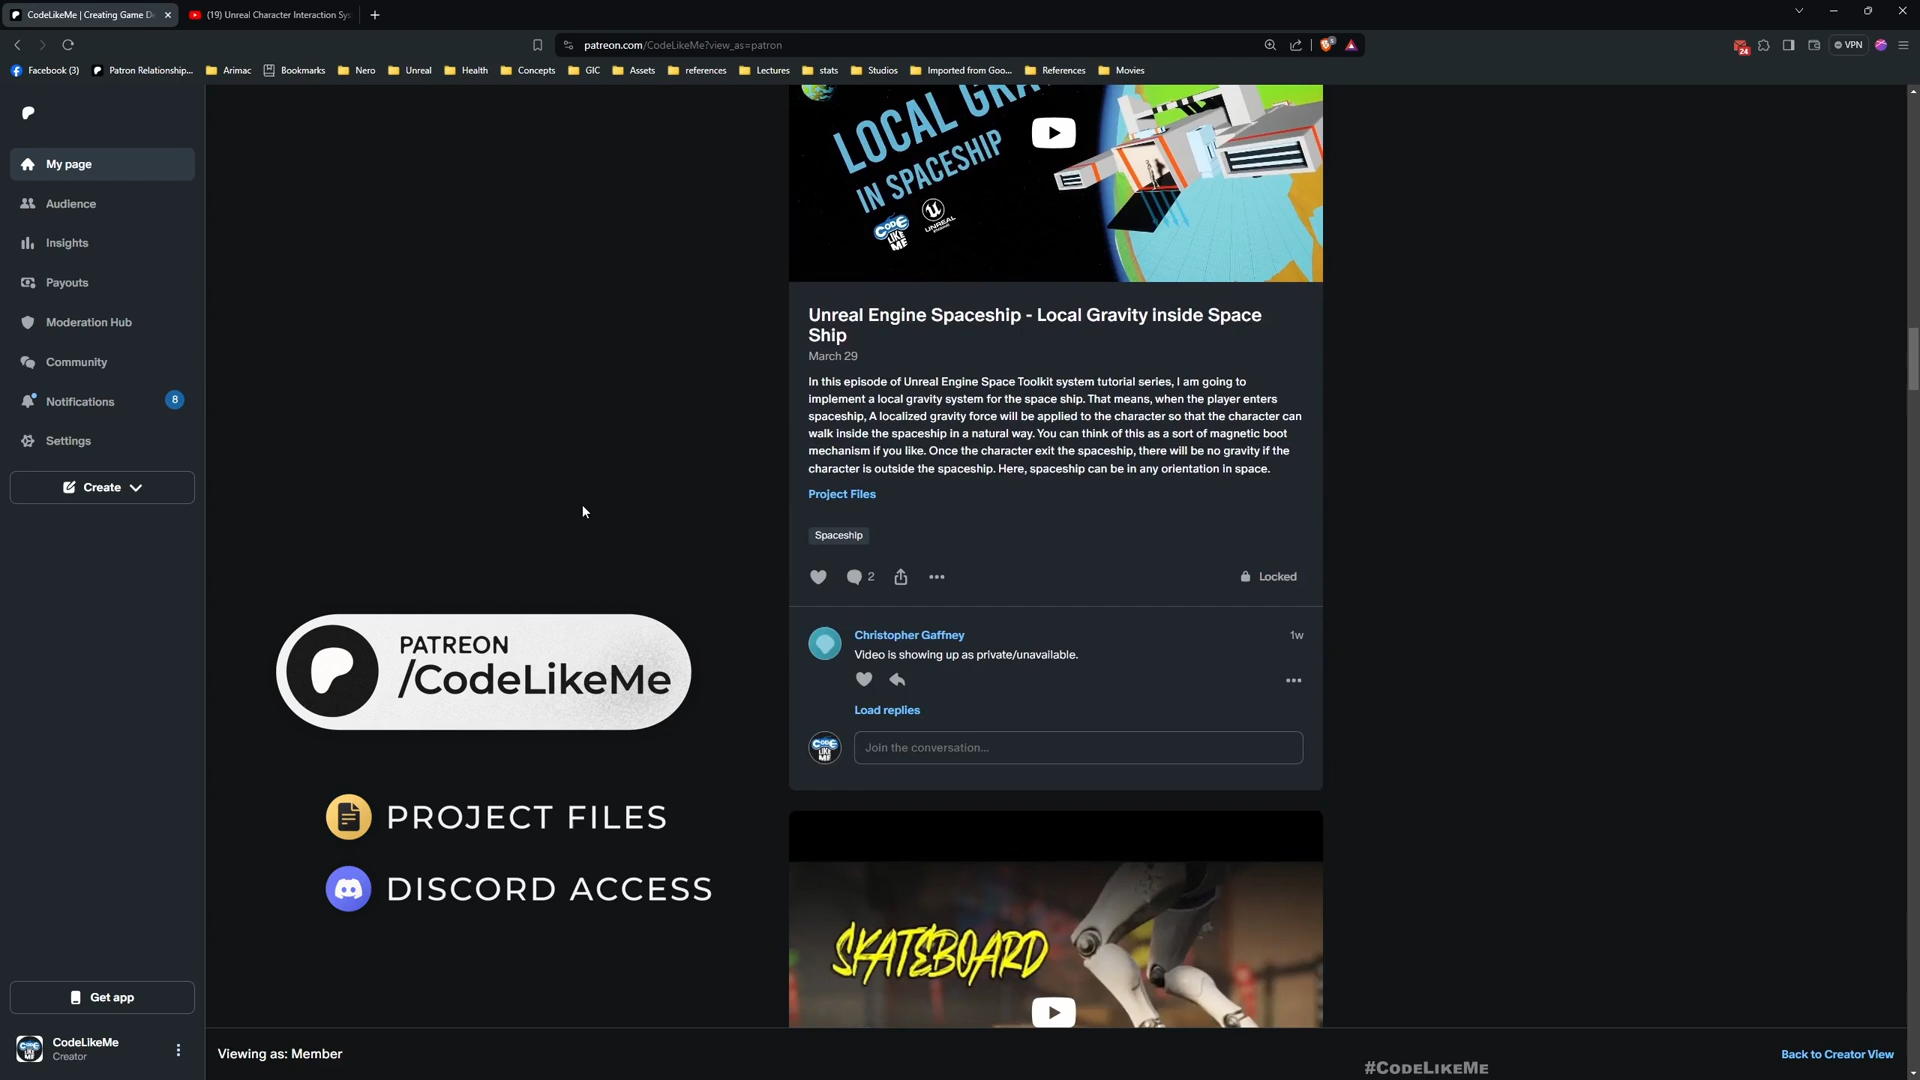 CodeLikeMe | Creating Game D
(19) Unreal Character Interaction Sys
patreon.com/CodeLikeMe?view_as=patron
5
24
VPN
Facebook (3)
Patron Relationship...
Arimac
Bookmarks
Nero
Unreal
Health
Concepts
GIC
Assets
references
Lectures
stats
Studios
Imported from Goo...
References
Movies
My page
Audience
Insights
Payouts
Moderation Hub
Community
Notifications
8
Settings
Create
LOCAL GRA
IN SPACESHIP
CODE
LIKE
ME
UNREAL
Unreal Engine Spaceship - Local Gravity inside Space
Ship
March 29
In this episode of Unreal Engine Space Toolkit system tutorial series, I am going to
implement a local gravity system for the space ship. That means, when the player enters
spaceship, A localized gravity force will be applied to the character so that the character can
walk inside the spaceship in a natural way. You can think of this as a sort of magnetic boot
mechanism if you like. Once the character exit the spaceship, there will be no gravity if the
character is outside the spaceship. Here, spaceship can be in any orientation in space.
Project Files
Spaceship
2
Locked
Christopher Gaffney
1w
Video is showing up as private/unavailable.
Load replies
CODE
LIKE
ME
Join the conversation...
PATREON
/CodeLikeMe
PROJECT FILES
DISCORD ACCESS
SKATEBOARD
Get app
CodeLikeMe
Creator
Viewing as: Member
Back to Creator View
#CODELIKEME